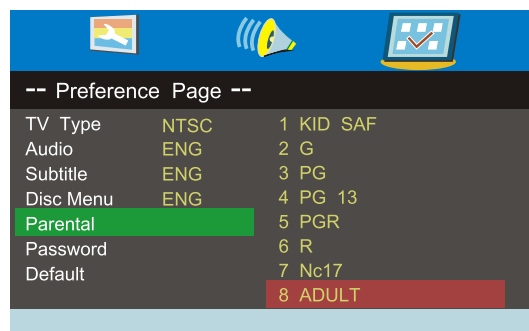 -- Preference Page --
TV Type NTSC
Audio ENG
Subtitle ENG
Disc Menu ENG
Parental
Password
Default
1 KID SAF
2 G
3 PG
4 PG 13
5 PGR
6 R
7 Nc17
8 ADULT